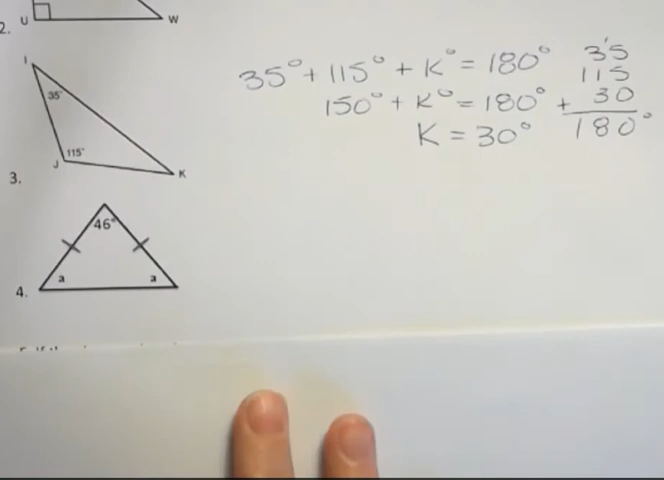 U W
2.
35° + 115° + K° = 180°
150° + K° = 180°
K = 30°
35
115
+ 30
180°
I
35°
115°
J K
3.
46°
a a
4.